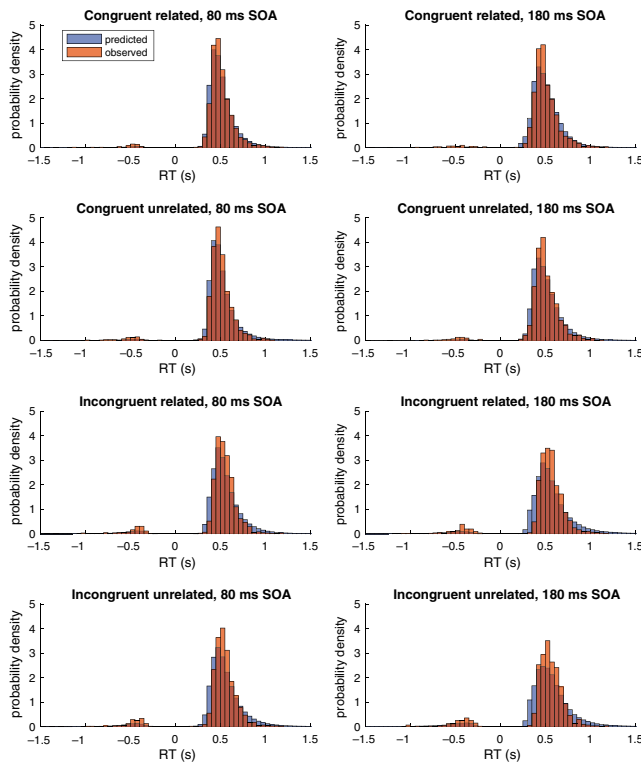 Congruent related, 80 ms SOA
predicted
observed
probability density
5
4
3
2
1
0
−1.5 −1 −0.5 0 0.5 1 1.5
RT (s)
Congruent related, 180 ms SOA
probability density
5
4
3
2
1
0
−1.5 −1 −0.5 0 0.5 1 1.5
RT (s)
Congruent unrelated, 80 ms SOA
probability density
5
4
3
2
1
0
−1.5 −1 −0.5 0 0.5 1 1.5
RT (s)
Congruent unrelated, 180 ms SOA
probability density
5
4
3
2
1
0
−1.5 −1 −0.5 0 0.5 1 1.5
RT (s)
Incongruent related, 80 ms SOA
probability density
5
4
3
2
1
0
−1.5 −1 −0.5 0 0.5 1 1.5
RT (s)
Incongruent related, 180 ms SOA
probability density
5
4
3
2
1
0
−1.5 −1 −0.5 0 0.5 1 1.5
RT (s)
Incongruent unrelated, 80 ms SOA
probability density
5
4
3
2
1
0
−1.5 −1 −0.5 0 0.5 1 1.5
RT (s)
Incongruent unrelated, 180 ms SOA
probability density
5
4
3
2
1
0
−1.5 −1 −0.5 0 0.5 1 1.5
RT (s)